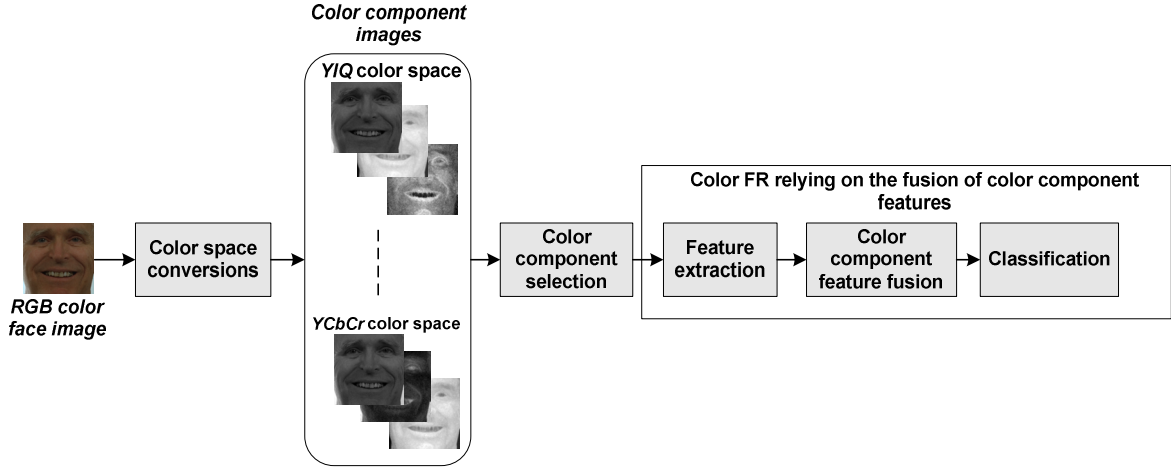 Color component
images
YIQ color space
YCbCr color space
RGB color
face image
Color space
conversions
Color
component
selection
Color FR relying on the fusion of color component
features
Feature
extraction
Color
component
feature fusion
Classification